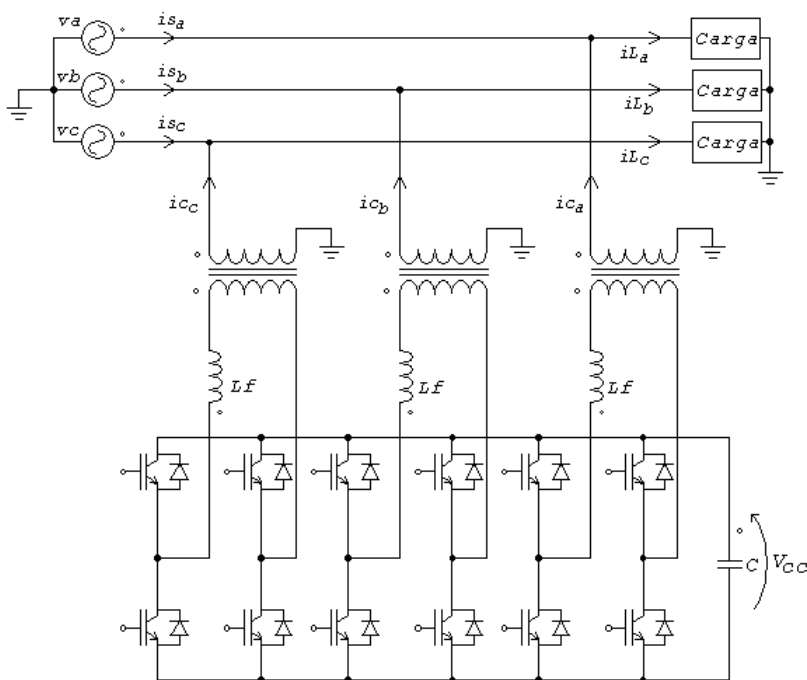 va isa iLa Carga
vb isb iLb Carga
vc isc iLc Carga
icc icb ica
Lf Lf Lf
C VCC